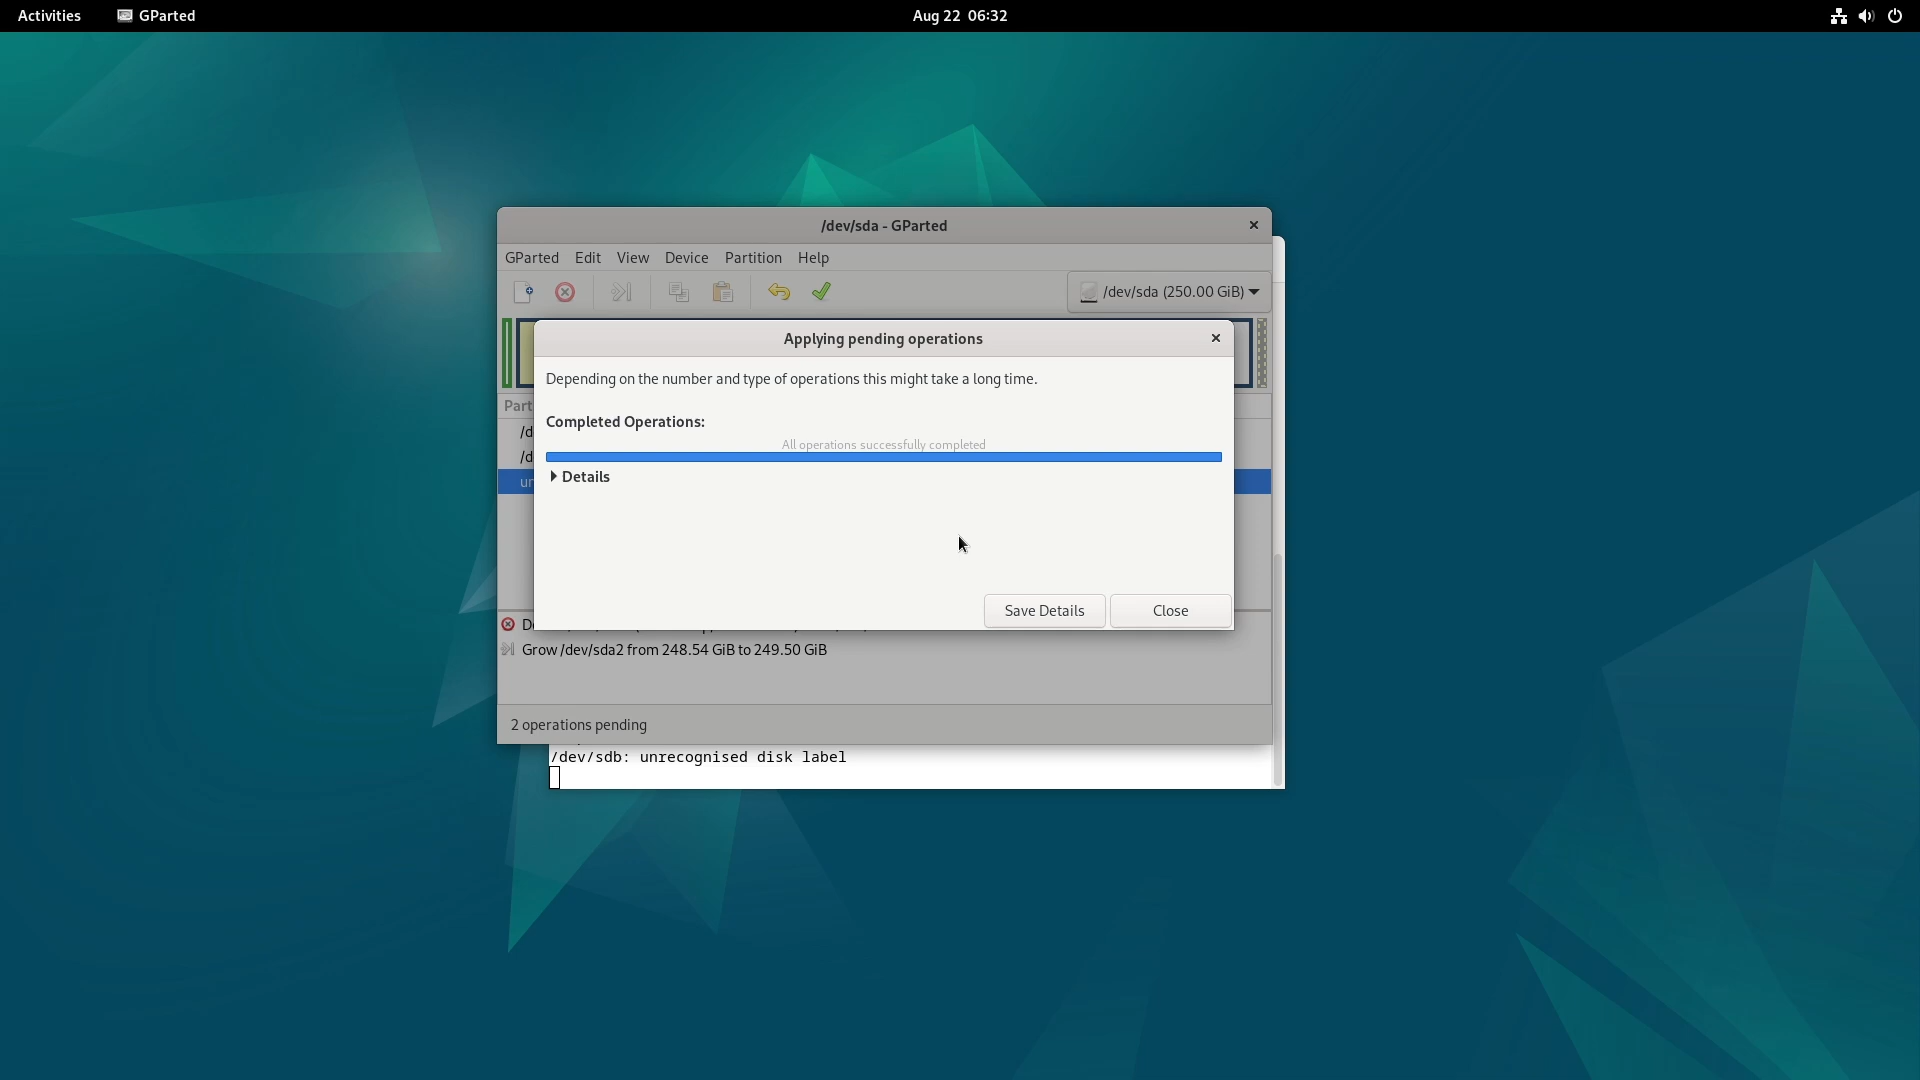 Activities
GParted
Aug 22 06:32
/dev/sda - GParted
GParted Edit View Device Partition Help
/dev/sda (250.00 GiB)
Applying pending operations
Depending on the number and type of operations this might take a long time.
Part
Completed Operations:
/d
All operations successfully completed
/d
Details
un
Save Details
Close
Grow /dev/sda2 from 248.54 GiB to 249.50 GiB
2 operations pending
/dev/sdb: unrecognised disk label